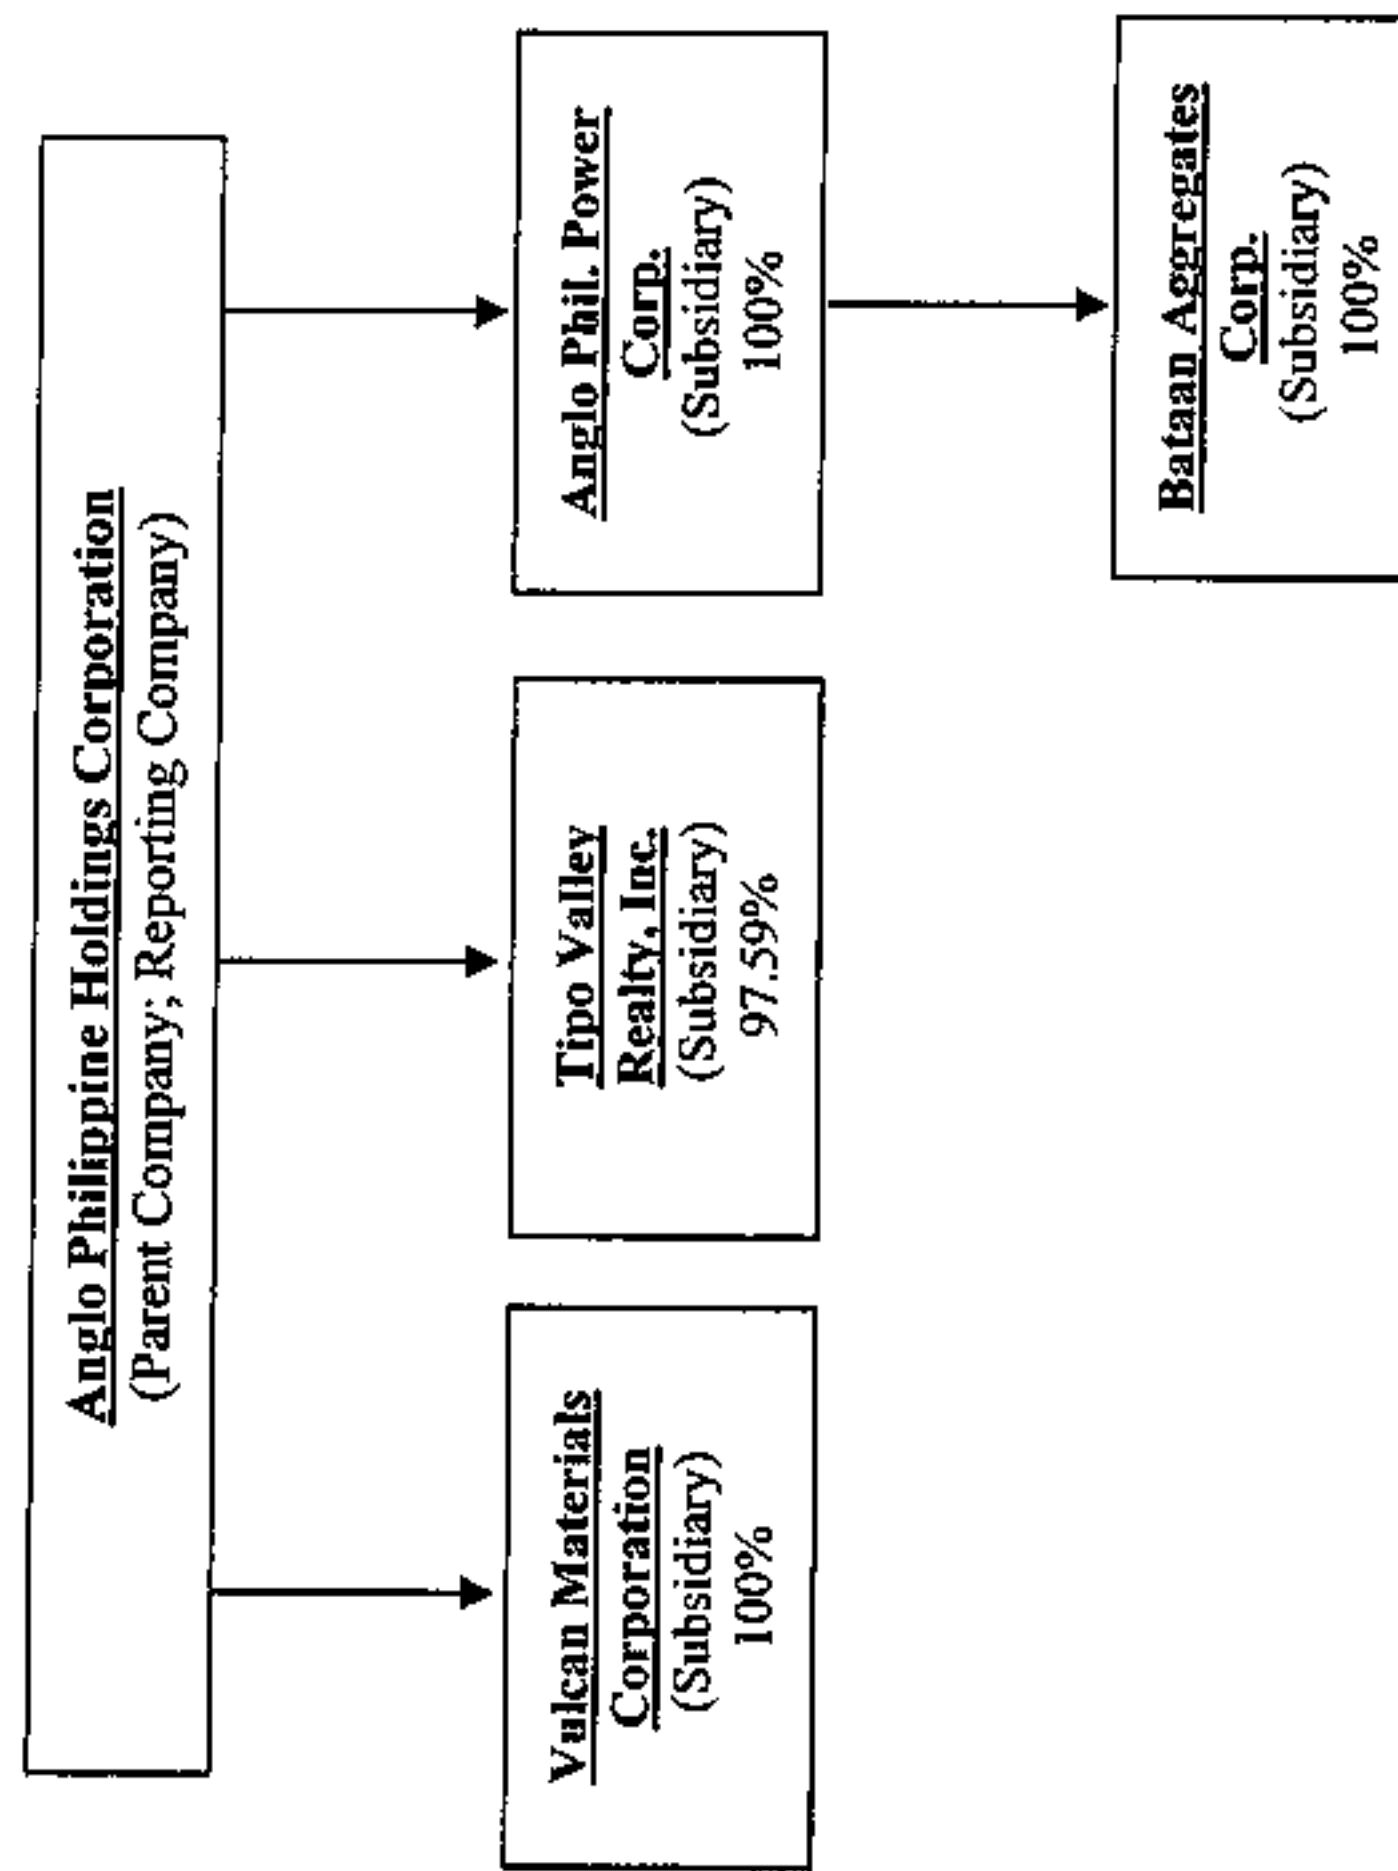 Anglo Philippine Holdings Corporation
(Parent Company; Reporting Company)
Vulcan Materials
Corporation
(Subsidiary)
100%
Tipo Valley
Realty, Inc.
(Subsidiary)
97.59%
Anglo Phil. Power
Corp.
(Subsidiary)
100%
Bataan Aggregates
Corp.
(Subsidiary)
100%